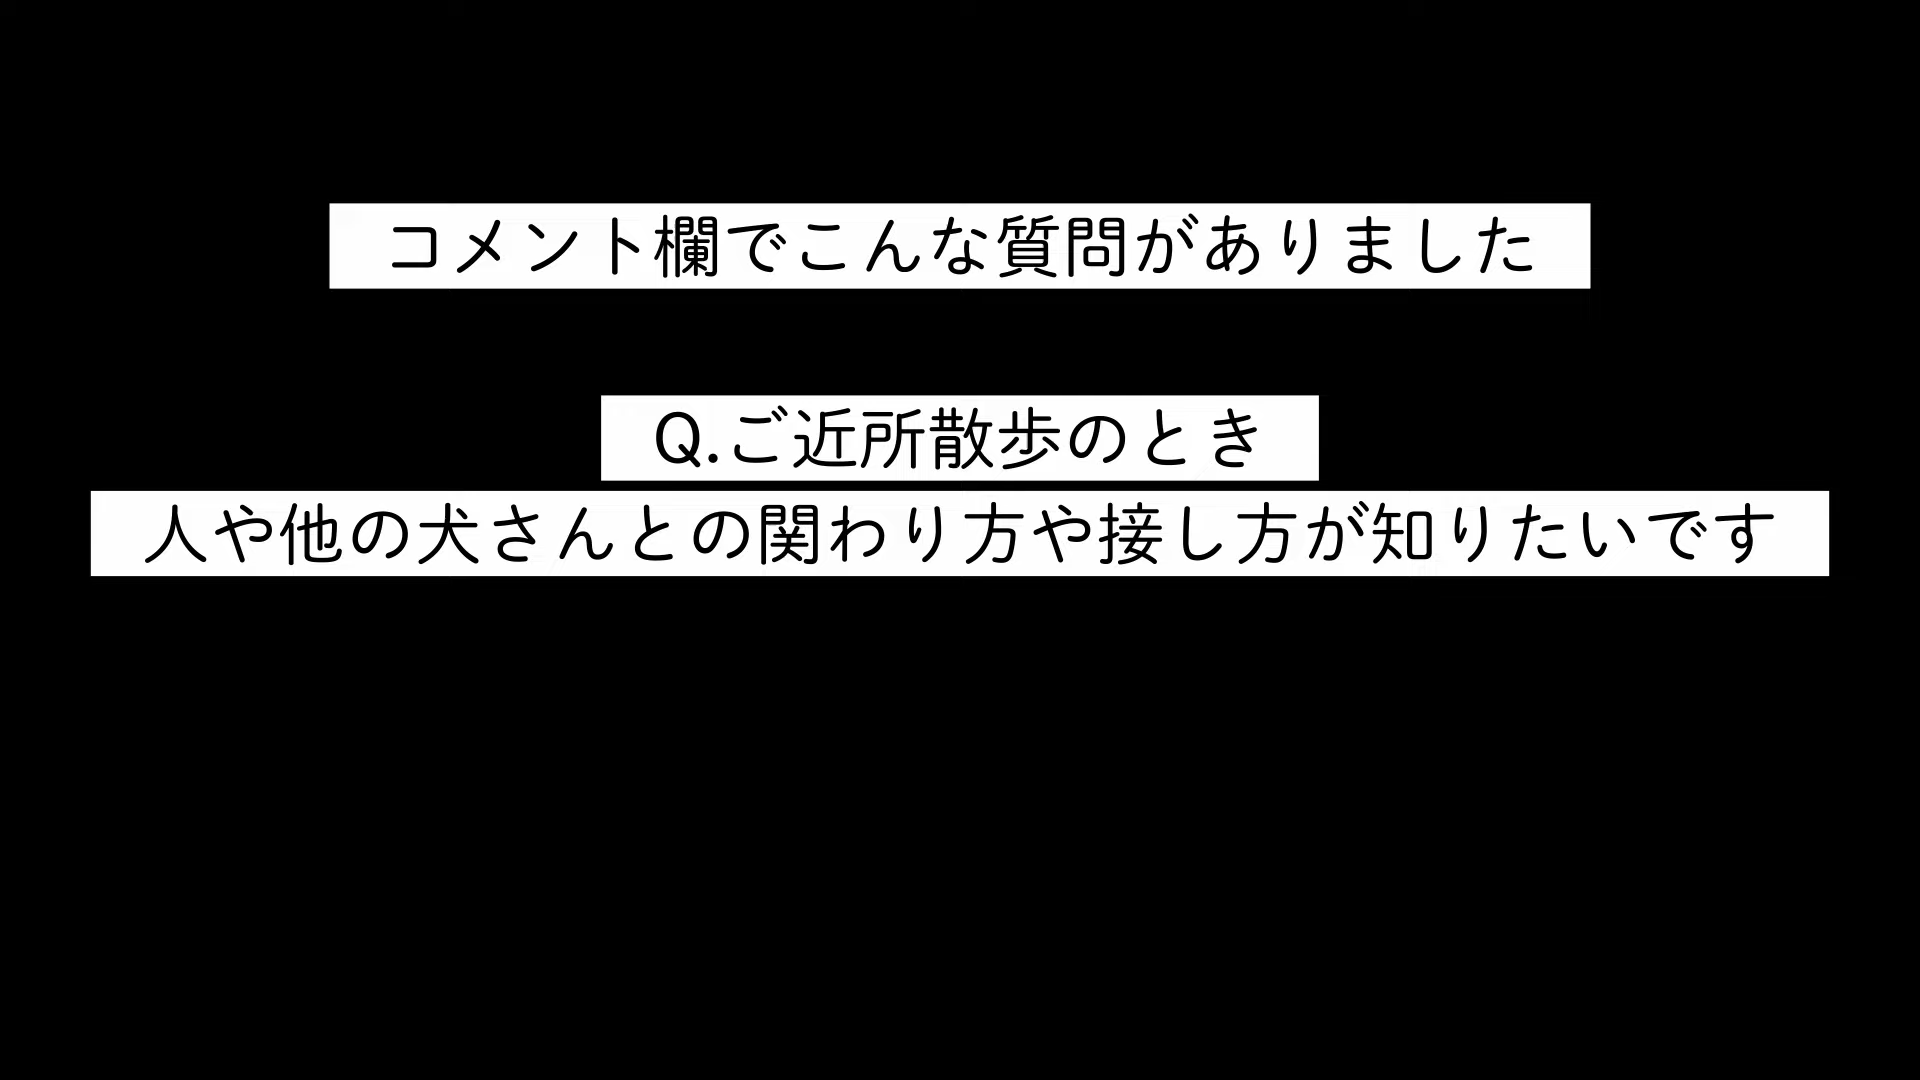 コメント欄でこんな質問がありました
Q.ご近所散歩のとき
人や他の犬さんとの関わり方や接し方が知りたいです